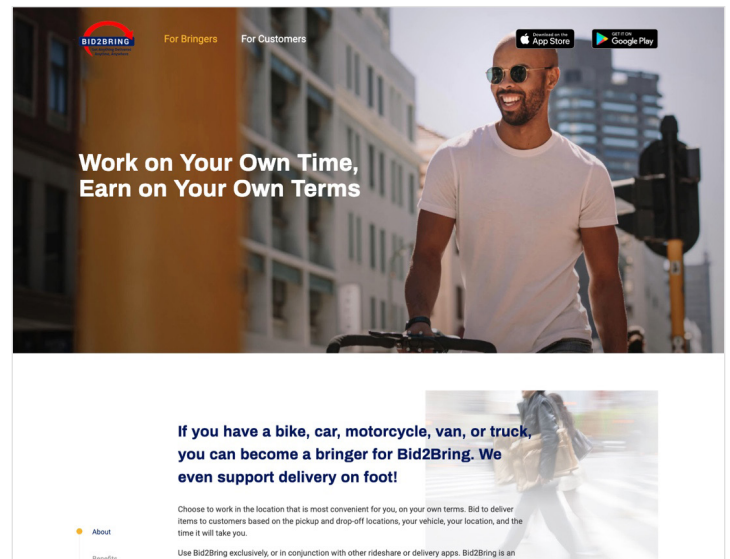 BID2BRING
For Bringers
For Customers
Download on the
App Store
GET IT ON
Google Play
Work on Your Own Time,
Earn on Your Own Terms
If you have a bike, car, motorcycle, van, or truck,
you can become a bringer for Bid2Bring. We
even support delivery on foot!
Choose to work in the location that is most convenient for you, on your own terms. Bid to deliver
items to customers based on the pickup and drop-off locations, your vehicle, your location, and the
time it will take you.
About
Use Bid2Bring exclusively, or in conjunction with other rideshare or delivery apps. Bid2Bring is an
Benefits